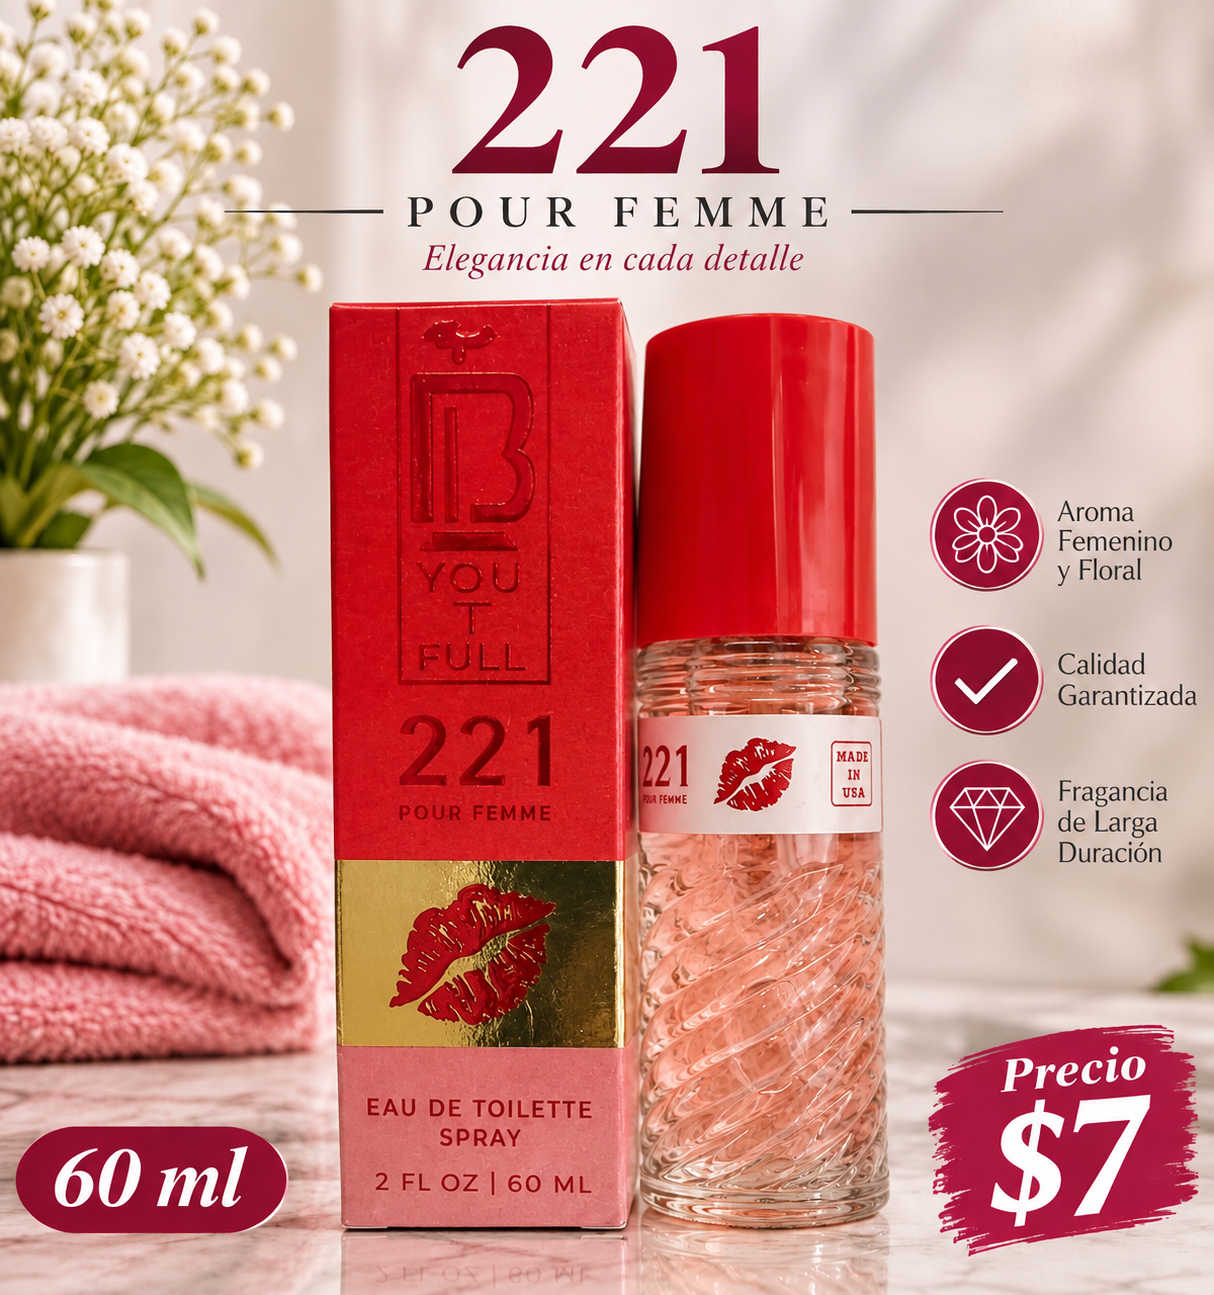 221
POUR FEMME
Elegancia en cada detalle
B
YOU
T
FULL
221
POUR FEMME
EAU DE TOILETTE
SPRAY
2 FL OZ | 60 ML
221
POUR FEMME
MADE
IN
USA
Aroma
Femenino
y Floral
Calidad
Garantizada
Fragancia
de Larga
Duración
60 ml
Precio
$7